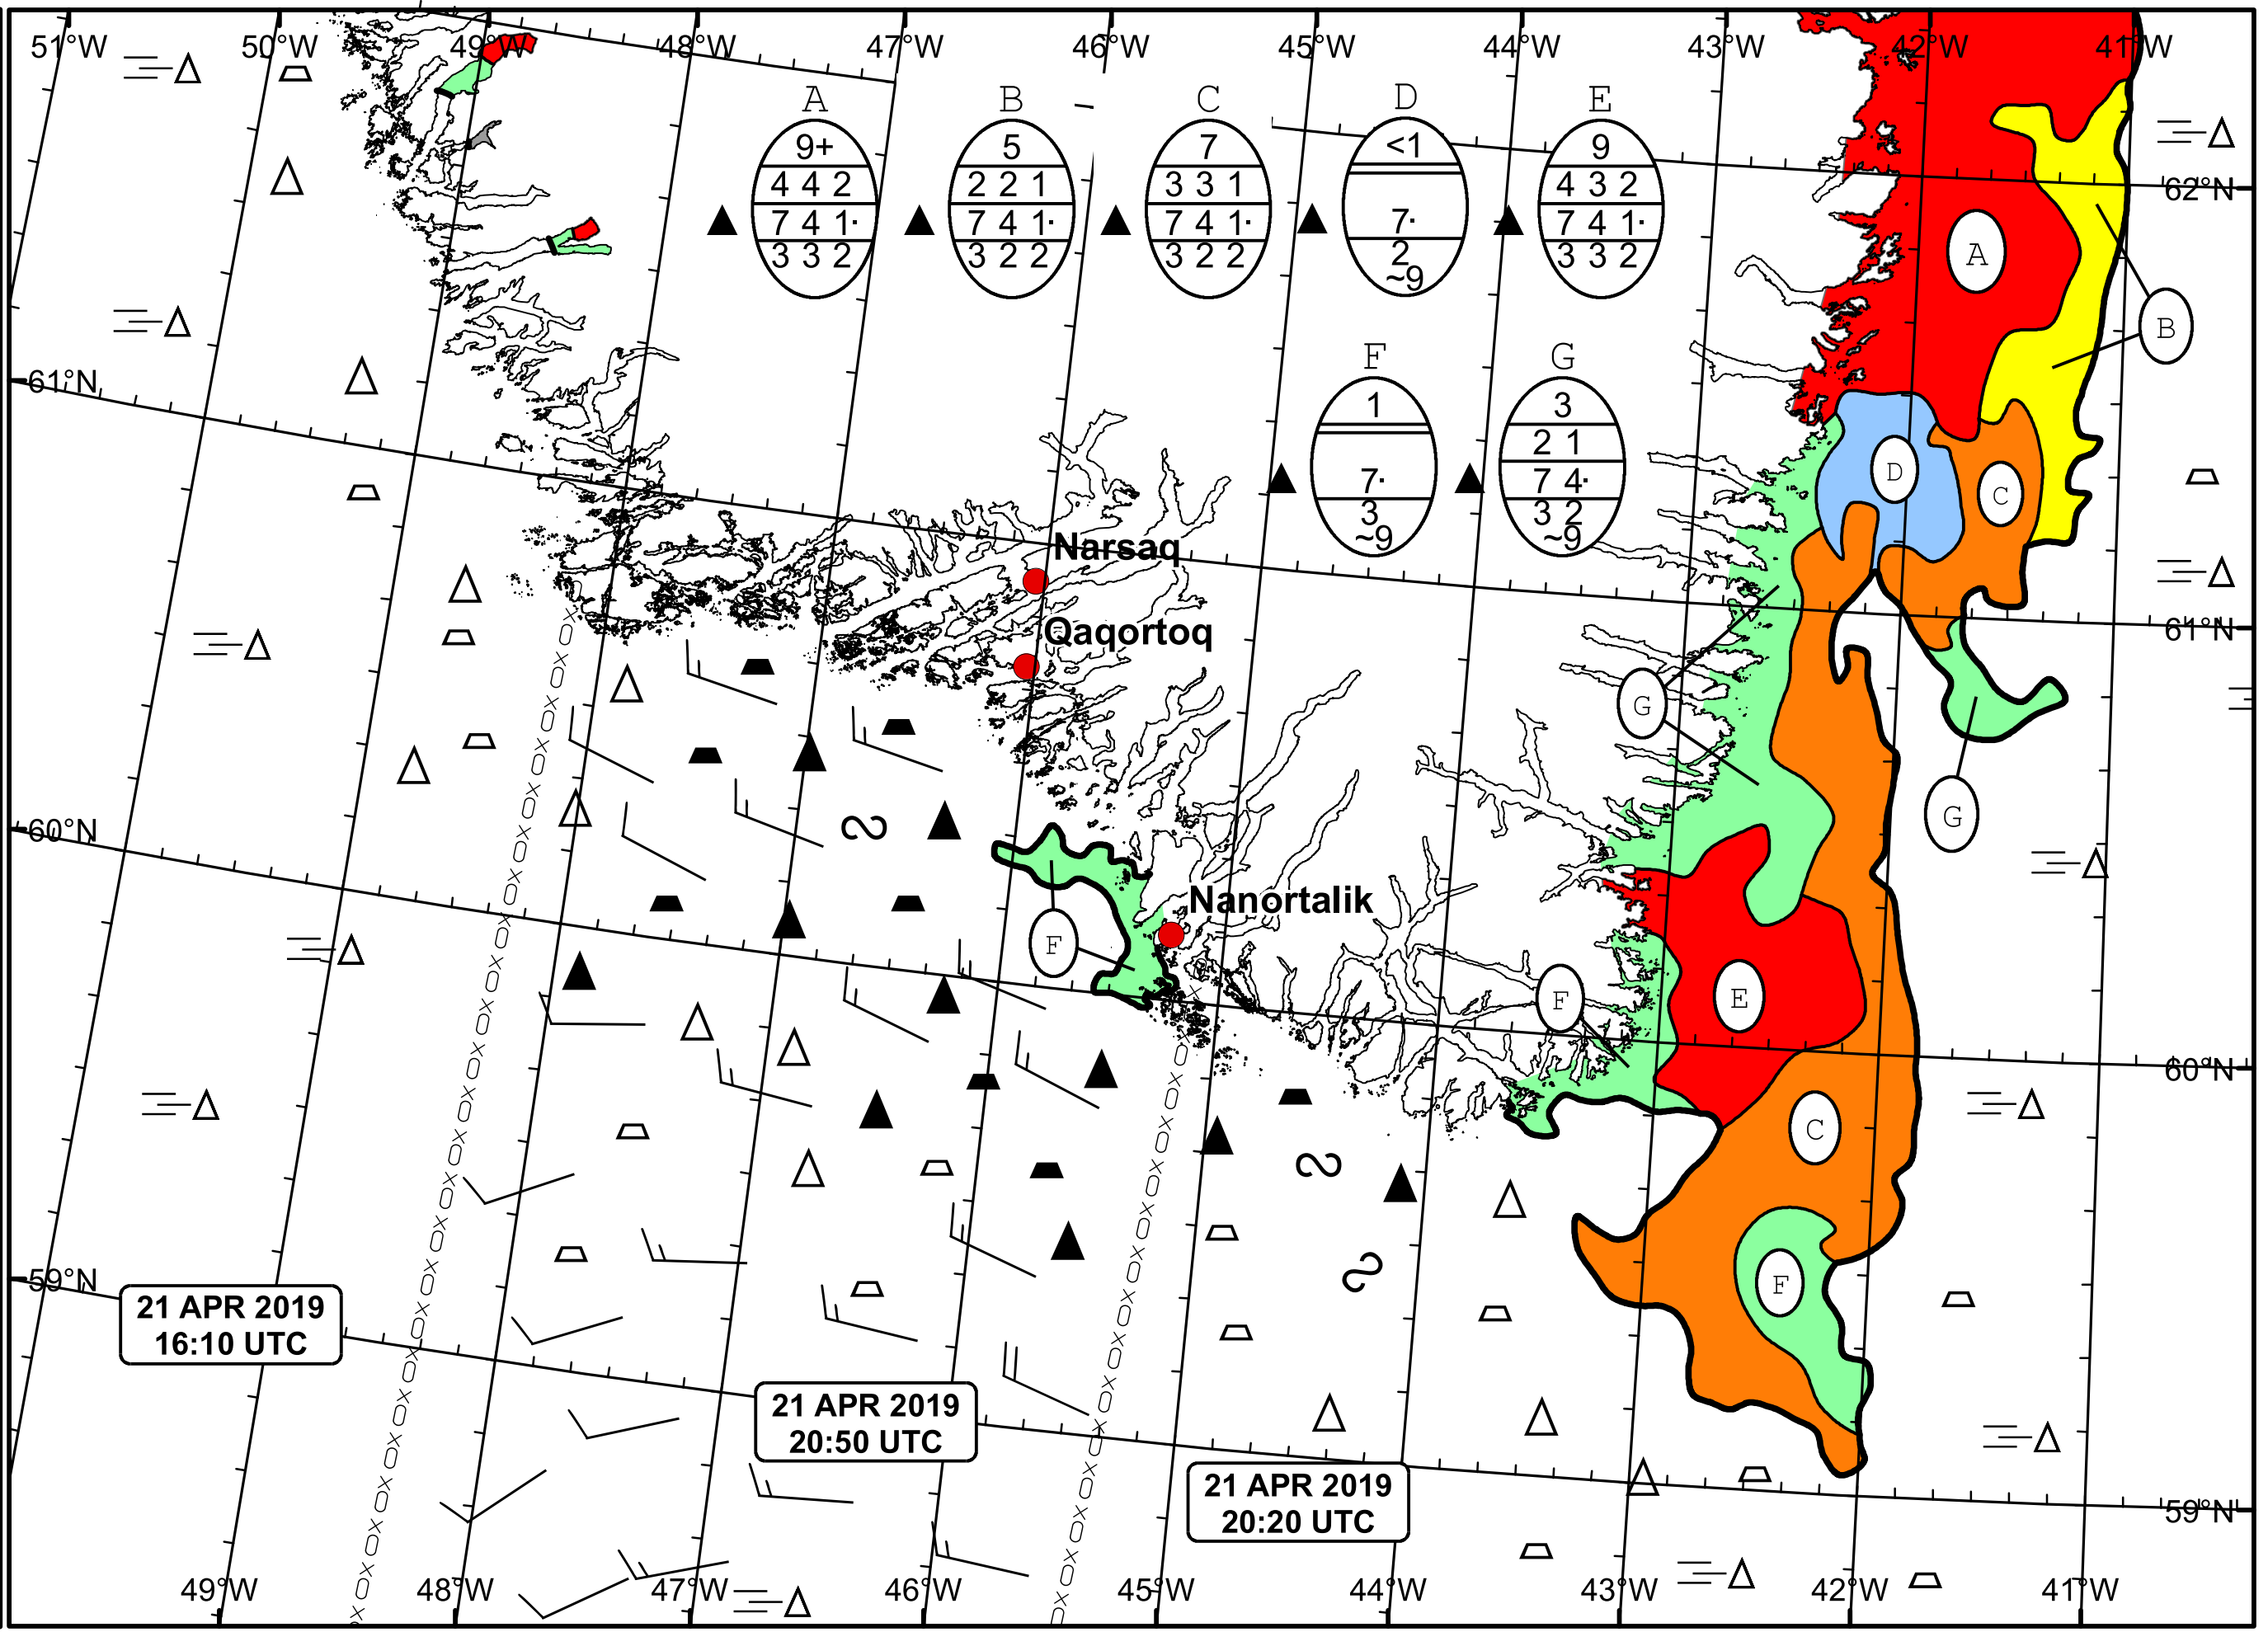 51°W 50°W 49°W 48°W 47°W 46°W 45°W 44°W 43°W 42°W 41°W
A B C D E
9+ 5 7 <1 9
4 4 2 2 2 1 3 3 1 4 3 2
7 4 1· 7 4 1· 7 4 1· 7· 7 4 1·
3 3 2 3 2 2 3 2 2 2 3 3 2
~9
62°N
A
B
F G
61°N
1 3
2 1
D
C
7· 7 4·
3 3 2
~9 ~9
Narsaq
Qaqortoq
61°N
G
G
60°N
Nanortalik
F
F
E
60°N
C
F
59°N
21 APR 2019
16:10 UTC
21 APR 2019
20:50 UTC
21 APR 2019
20:20 UTC
59°N
49°W 48°W 47°W 46°W 45°W 44°W 43°W 42°W 41°W